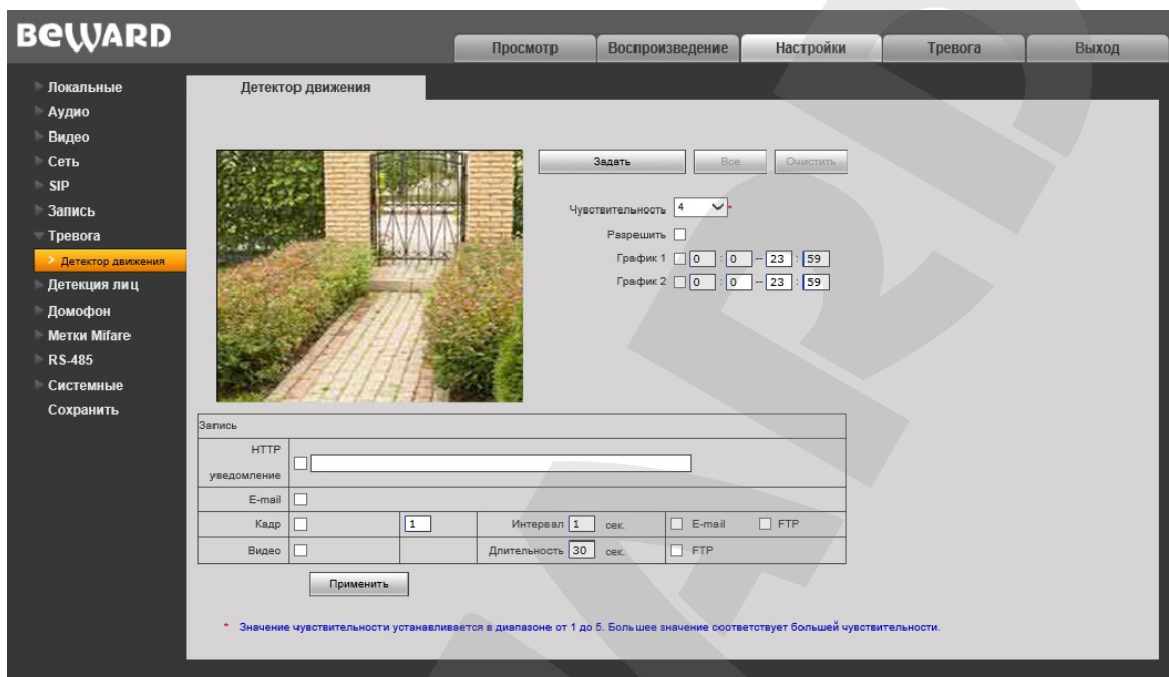 BEWARD
Просмотр Воспроизведение Настройки Тревога Выход
Локальные
Аудио
Видео
Сеть
SIP
Запись
Тревога
Детектор движения
Детекция лиц
Домофон
Метки Mifare
RS-485
Системные
Сохранить
Детектор движения
Задать Все Очистить
Чувствительность 4 *
Разрешить
График 1 0 : 0 -- 23 : 59
График 2 0 : 0 -- 23 : 59
Запись
HTTP
уведомление
E-mail
Кадр 1 Интервал 1 сек. E-mail FTP
Видео Длительность 30 сек. FTP
Применить
* Значение чувствительности устанавливается в диапазоне от 1 до 5. Большее значение соответствует большей чувствительности.